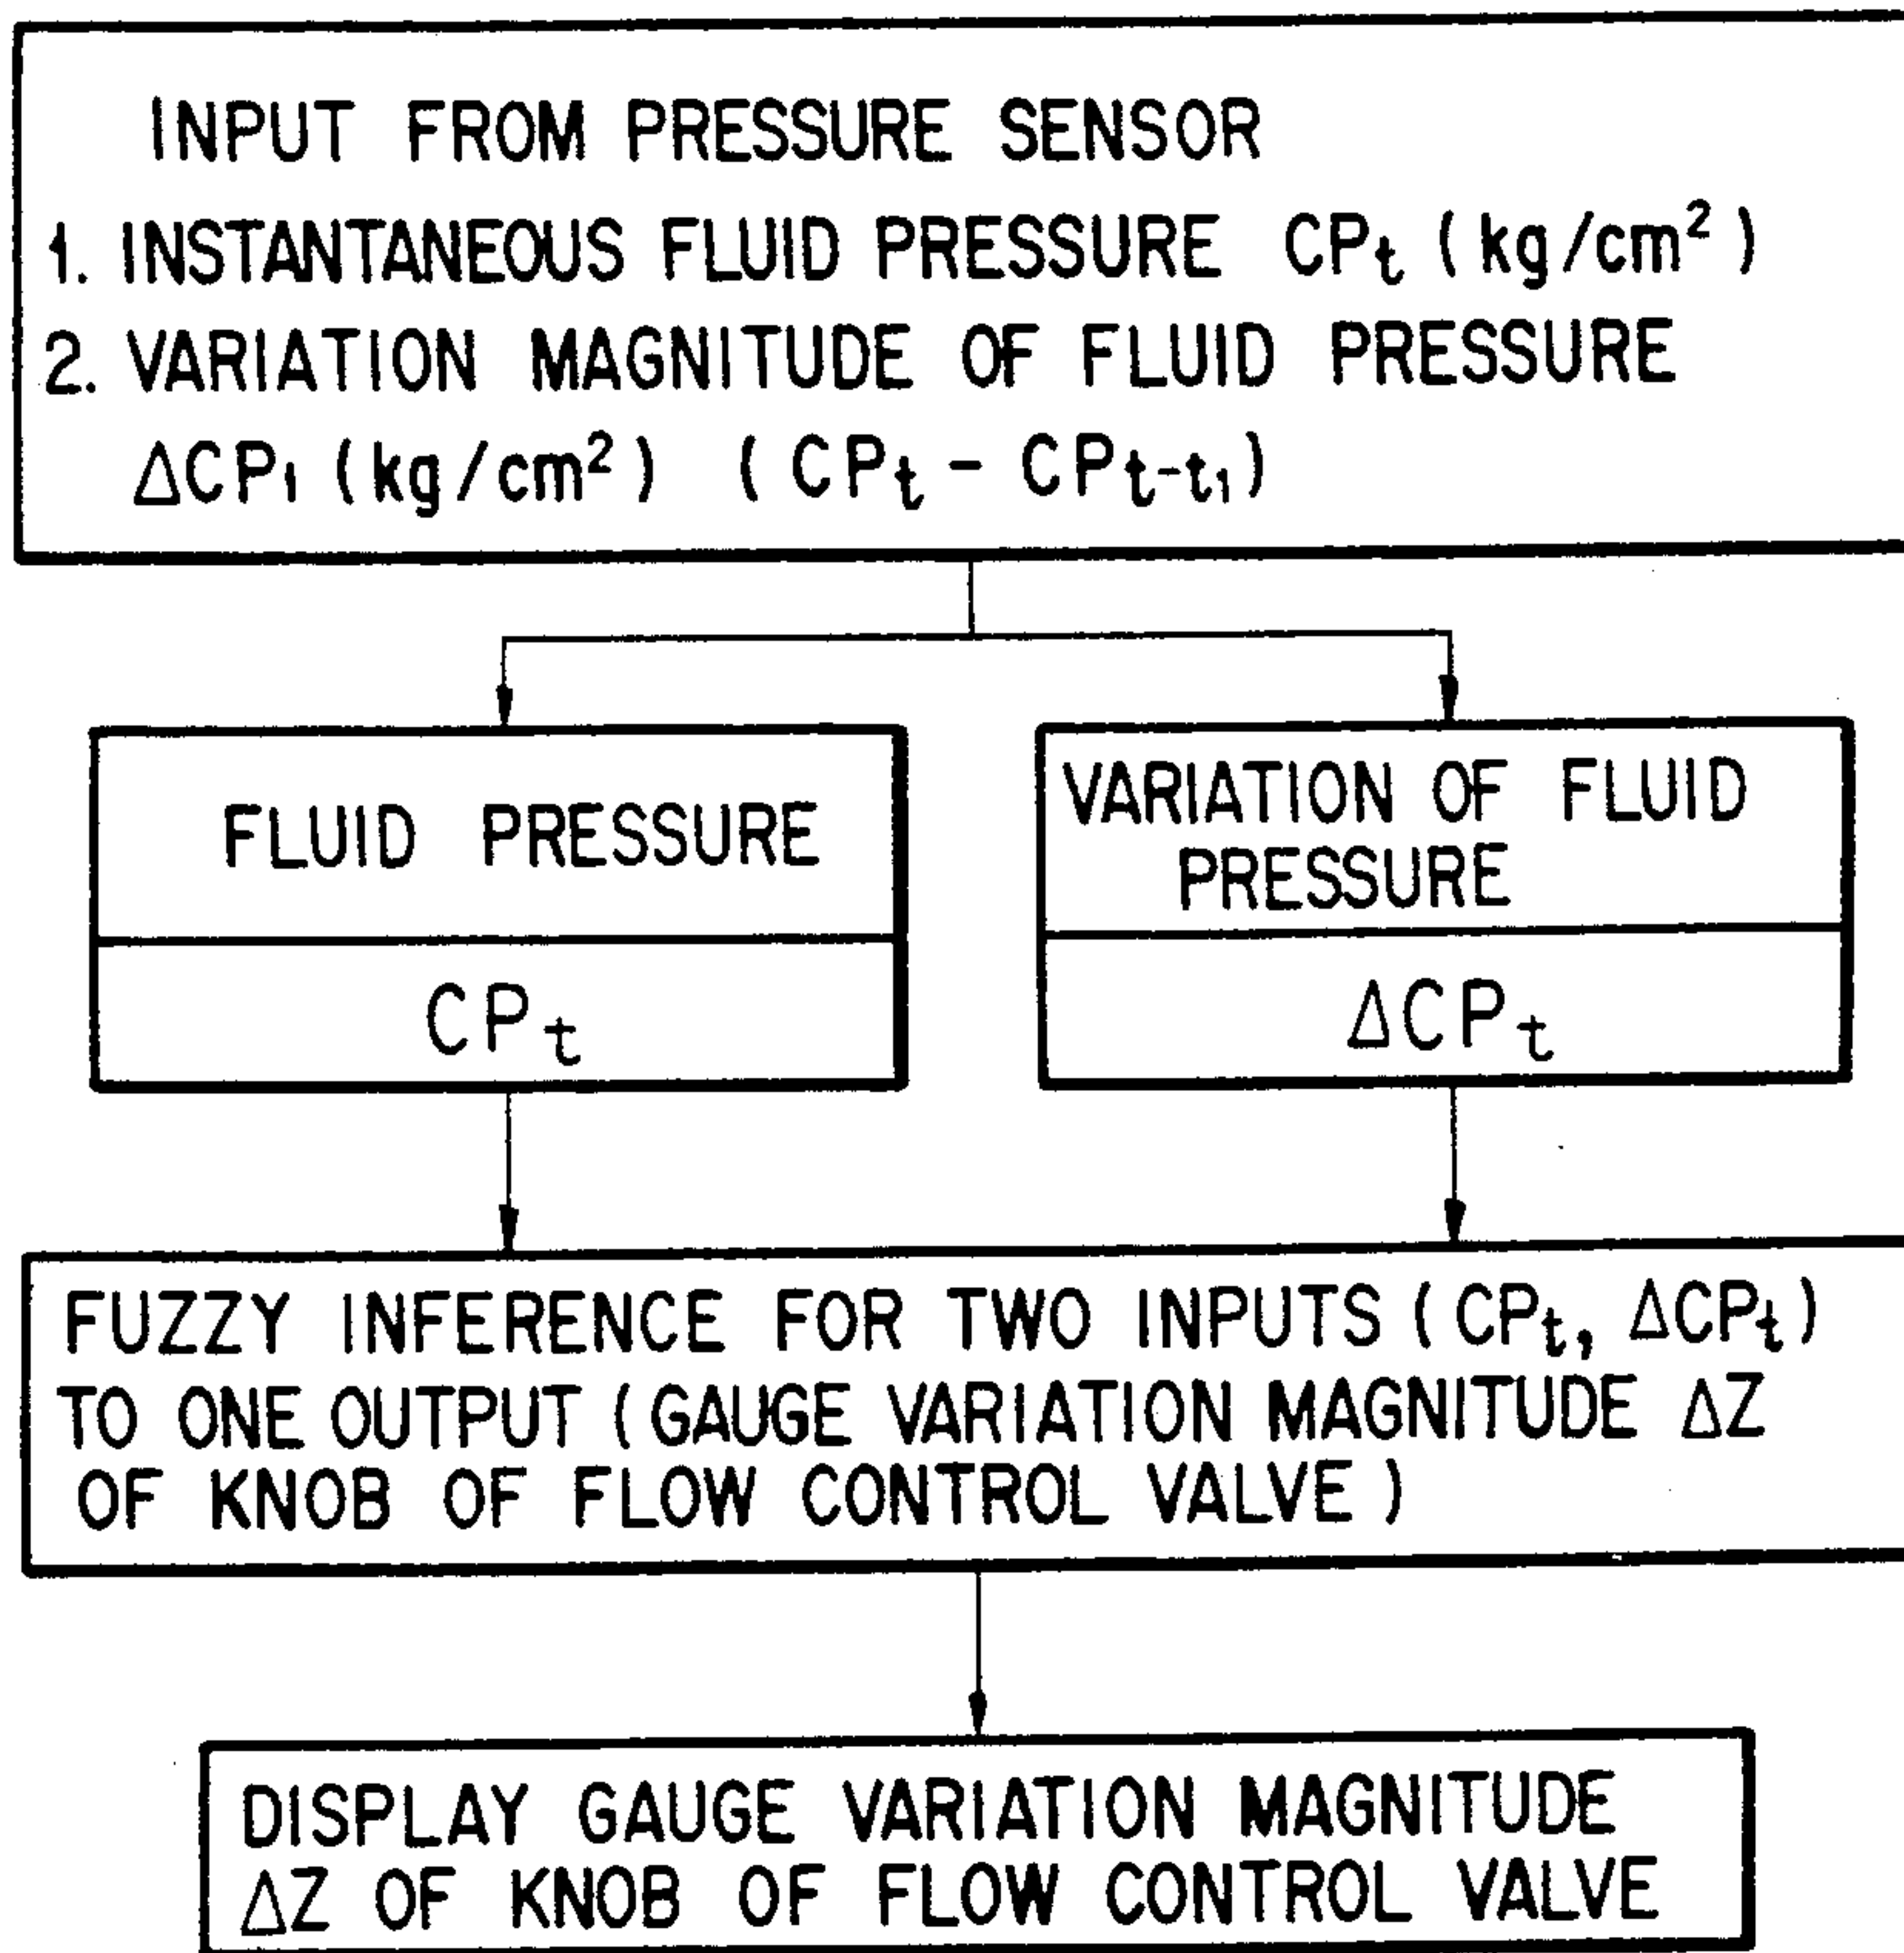 INPUT FROM PRESSURE SENSOR
1. INSTANTANEOUS FLUID PRESSURE CPt (kg/cm²)
2. VARIATION MAGNITUDE OF FLUID PRESSURE
ΔCP1 (kg/cm²) (CPt - CPt-t1)
FLUID PRESSURE
CPt
VARIATION OF FLUID
PRESSURE
ΔCPt
FUZZY INFERENCE FOR TWO INPUTS (CPt, ΔCPt)
TO ONE OUTPUT (GAUGE VARIATION MAGNITUDE ΔZ
OF KNOB OF FLOW CONTROL VALVE)
DISPLAY GAUGE VARIATION MAGNITUDE
ΔZ OF KNOB OF FLOW CONTROL VALVE